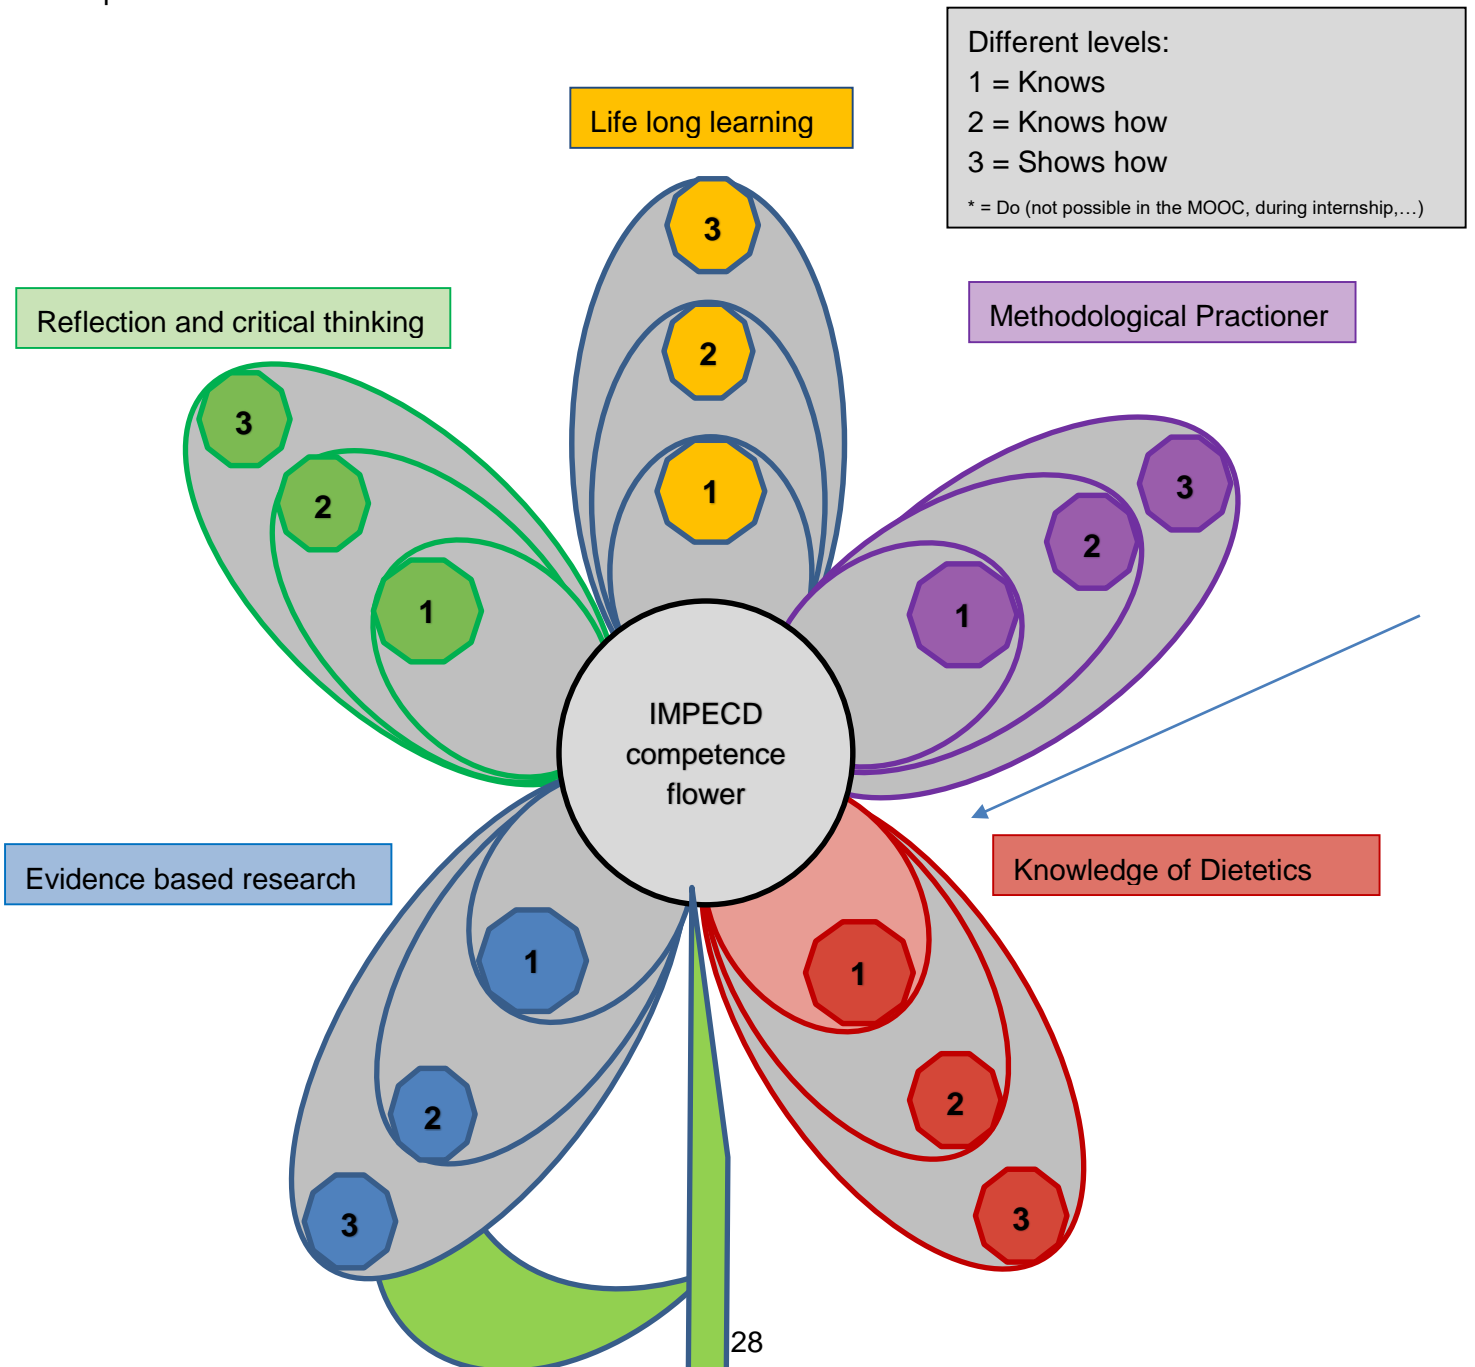 Different levels:
1 = Knows
2 = Knows how
3 = Shows how
* = Do (not possible in the MOOC, during internship,…)
Life long learning
Reflection and critical thinking
Methodological Practioner
3
2
1
3
2
1
3
2
1
IMPECD
competence
flower
Evidence based research
Knowledge of Dietetics
1
2
3
1
2
3
28